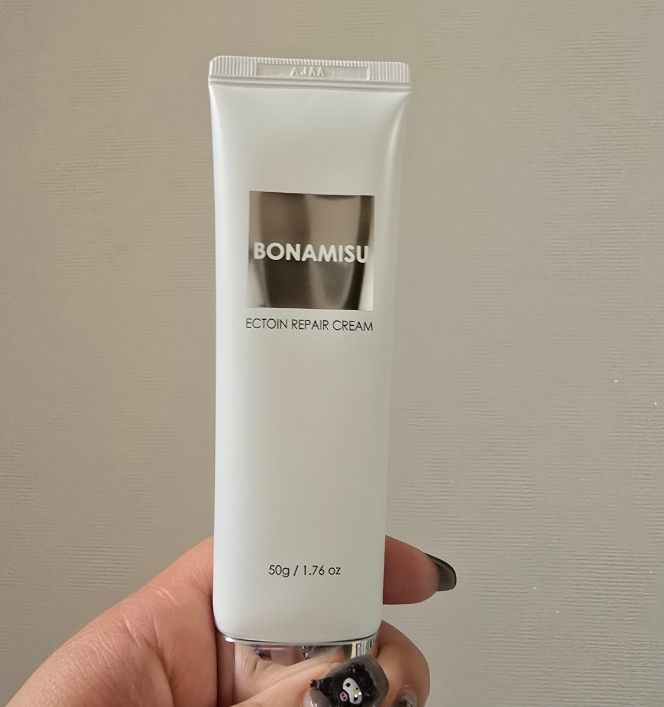 BONAMISU
ECTOIN REPAIR CREAM
50g / 1.76 oz